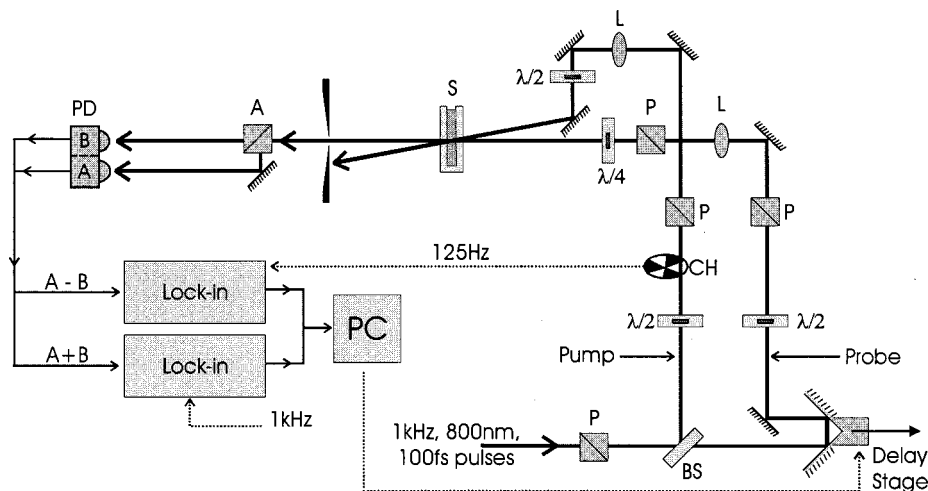 L
λ/2
PD
A
S
P
L
B
A
λ/4
P
P
125Hz
CH
A - B
Lock-in
PC
λ/2
λ/2
A+B
Lock-in
Pump
Probe
1kHz
1kHz, 800nm,
100fs pulses
P
BS
Delay
Stage